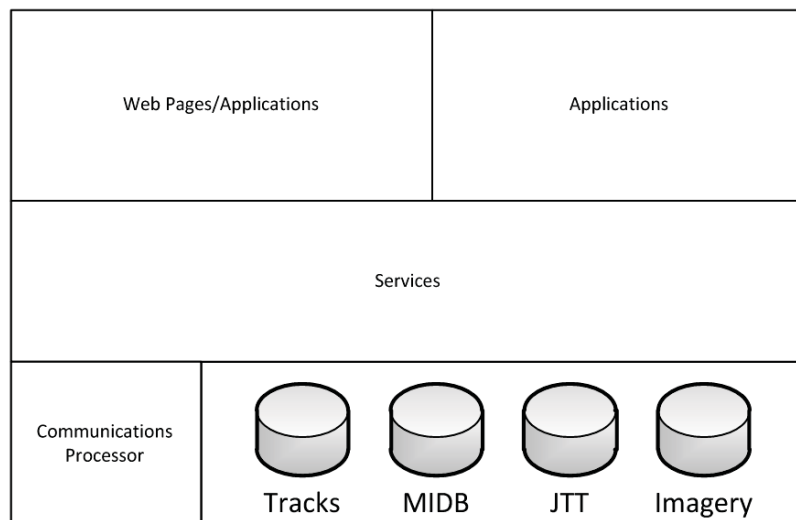 Web Pages/Applications
Applications
Services
Communications
Processor
Tracks
MIDB
JTT
Imagery